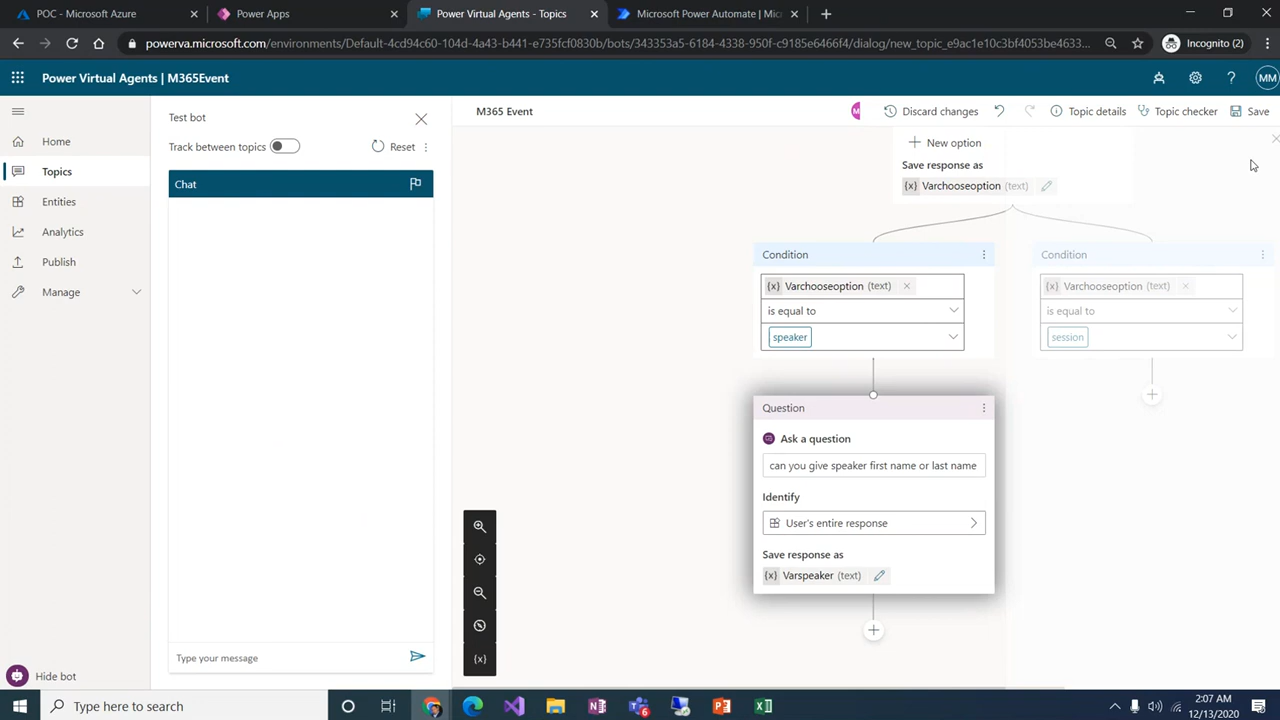 POC - Microsoft Azure
Power Apps
Power Virtual Agents - Topics
Microsoft Power Automate | Mic
powerva.microsoft.com/environments/Default-4cd94c60-104d-4a43-b441-e735fcf0830b/bots/343353a5-6184-4338-950f-c9185e6466f4/dialog/new_topic_e9ac1e10c3bf4053be463...
Incognito (2)
Power Virtual Agents | M365Event
MM
Home
Topics
Entities
Analytics
Publish
Manage
Hide bot
Test bot
Track between topics
Reset
Chat
Type your message
M365 Event
M
Discard changes
Topic details
Topic checker
Save
New option
Save response as
{x} Varchooseoption (text)
Condition
{x} Varchooseoption (text)
is equal to
speaker
Condition
{x} Varchooseoption (text)
is equal to
session
Question
Ask a question
can you give speaker first name or last name
Identify
User's entire response
Save response as
{x} Varspeaker (text)
{x}
Type here to search
2:07 AM
12/13/2020